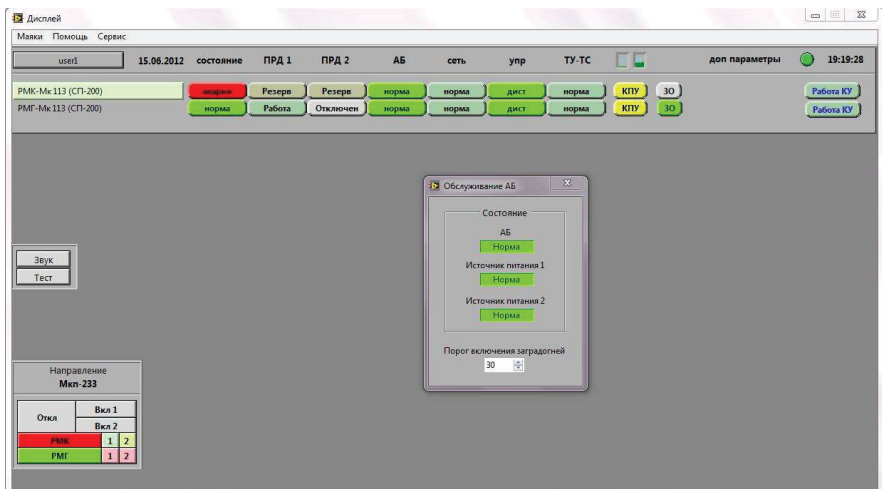 Дисплей
Маяки Помощь Сервис
user1 15.06.2012 состояние ПРД 1 ПРД 2 АБ сеть упр ТУ-ТС доп параметры 19:19:28
РМК-Мк 113 (СП-200) авария Резерв Резерв норма норма дист норма КПУ ЗО Работа КУ
РМГ-Мк 113 (СП-200) норма Работа Отключен норма норма дист норма КПУ ЗО Работа КУ
Обслуживание АБ
Состояние
АБ
Норма
Источник питания 1
Норма
Источник питания 2
Норма
Порог включения заградогней
30
Звук
Тест
Направление
Мкп-233
Откл Вкл 1
Вкл 2
РМК 1 2
РМГ 1 2